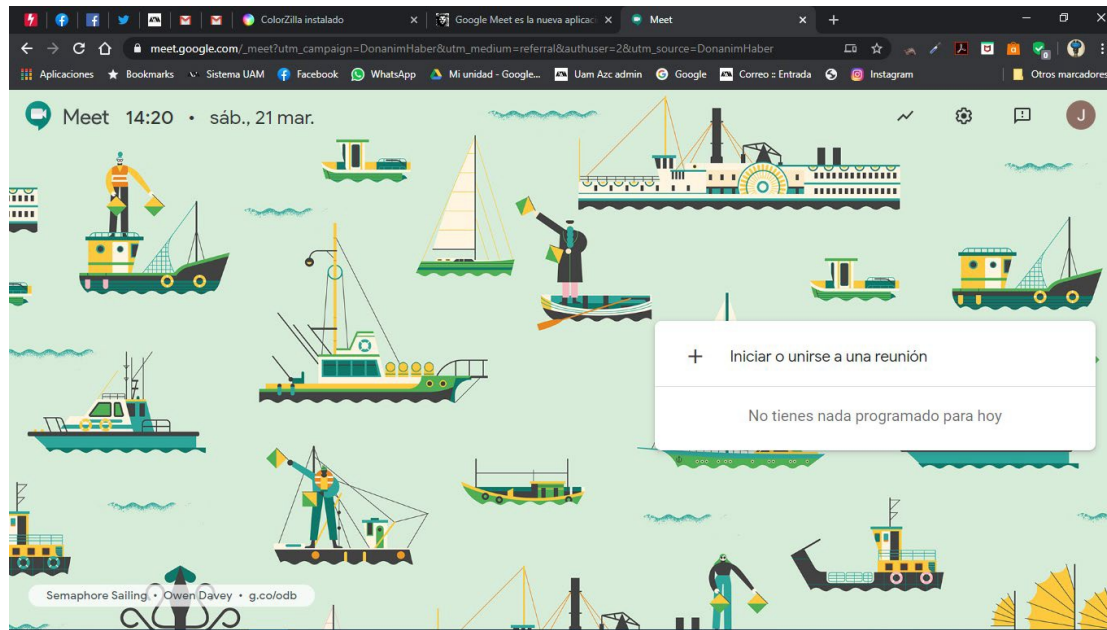 ColorZilla instalado
Google Meet es la nueva aplicac
Meet
meet.google.com/_meet?utm_campaign=DonanimHaber&utm_medium=referral&authuser=2&utm_source=DonanimHaber
Aplicaciones Bookmarks Sistema UAM Facebook WhatsApp Mi unidad - Google... Uam Azc admin Google Correo :: Entrada Instagram Otros marcadores
Meet 14:20 • sáb., 21 mar.
J
Iniciar o unirse a una reunión
No tienes nada programado para hoy
Semaphore Sailing • Owen Davey • g.co/odb